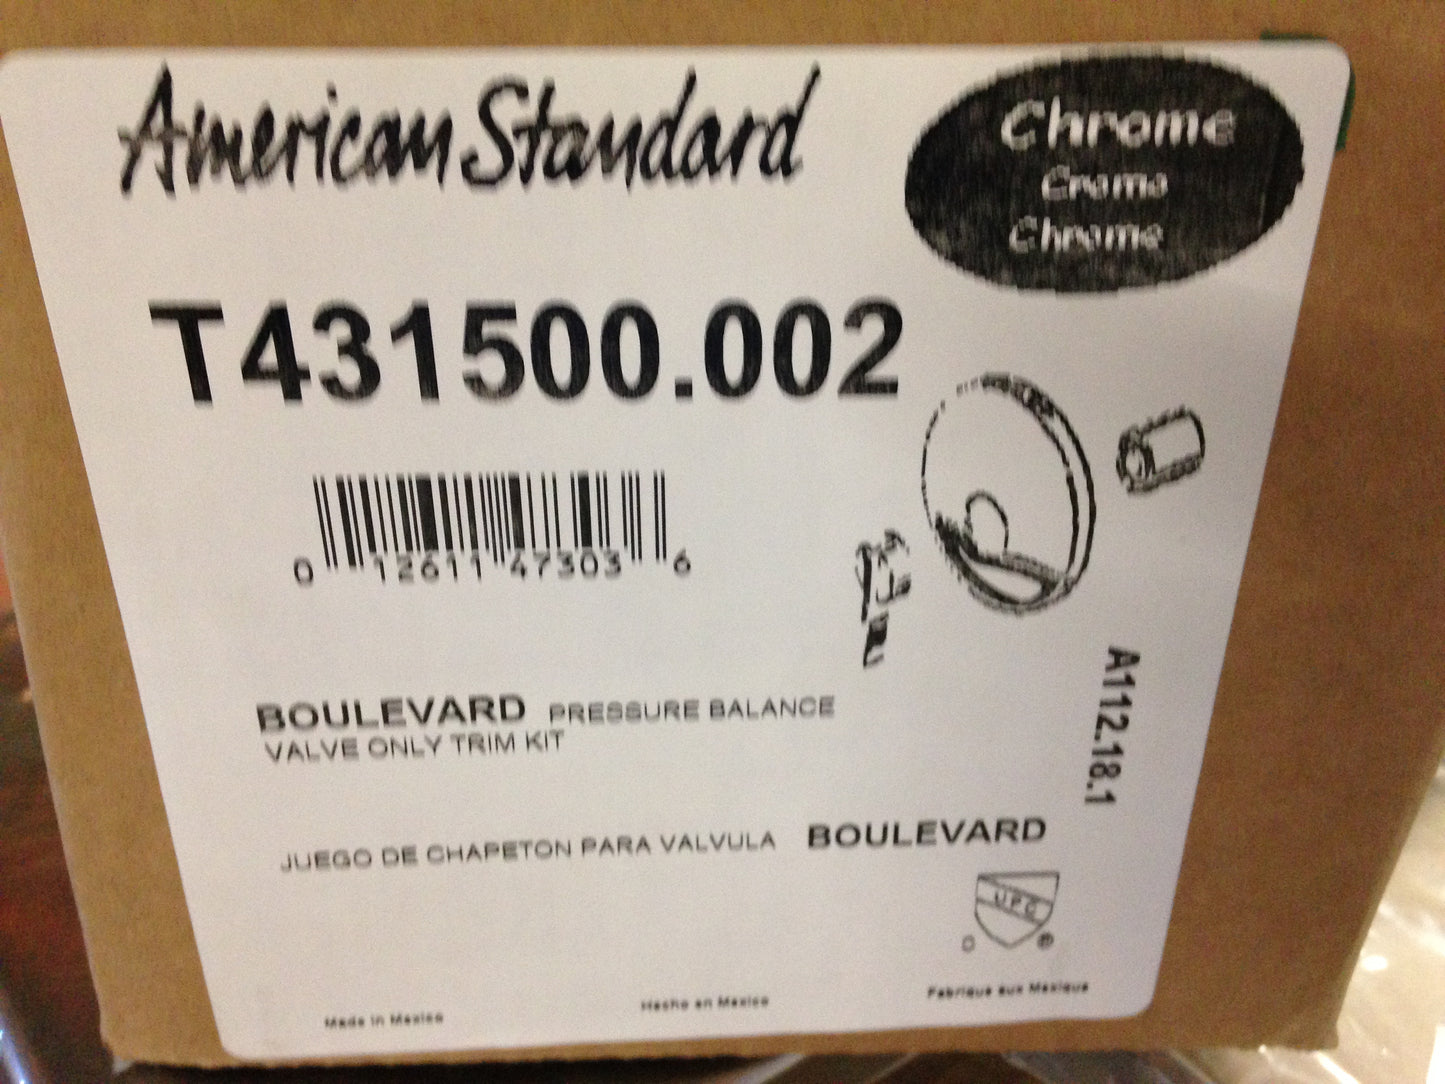 American Standard
Chrome
Cromo
Chrome
T431500.002
0 12611 47303 6
BOULEVARD PRESSURE BALANCE
VALVE ONLY TRIM KIT
A112.18.1
JUEGO DE CHAPETON PARA VALVULA BOULEVARD
UPC
®
Made in Mexico
Hecho en Mexico
Fabrique aux Mexique